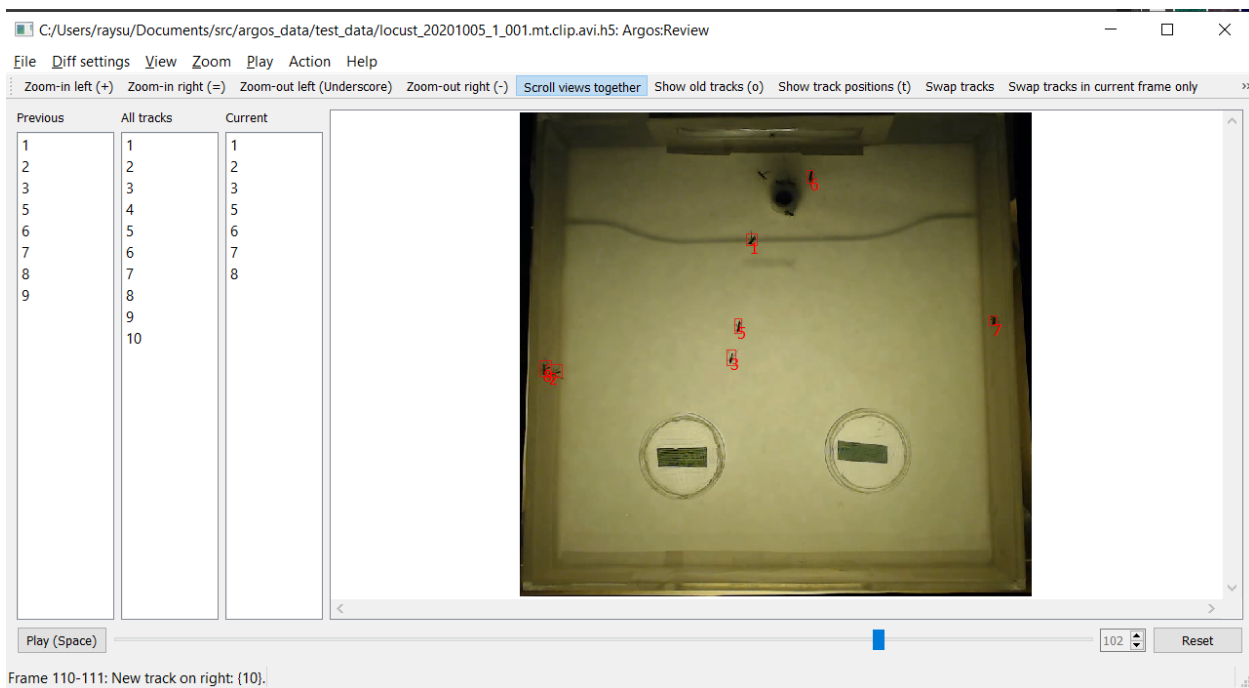 C:/Users/raysu/Documents/src/argos_data/test_data/locust_20201005_1_001.mt.clip.avi.h5: Argos:Review
File Diff settings View Zoom Play Action Help
Zoom-in left (+) Zoom-in right (=) Zoom-out left (Underscore) Zoom-out right (-) Scroll views together Show old tracks (o) Show track positions (t) Swap tracks Swap tracks in current frame only »
Previous All tracks Current
1 1 1
2 2 2
3 3 3
5 4 5
6 5 6
7 6 7
8 7 8
9 8
9
10
6
1
5
7
3
8 2
Play (Space) 102 Reset
Frame 110-111: New track on right: {10}.